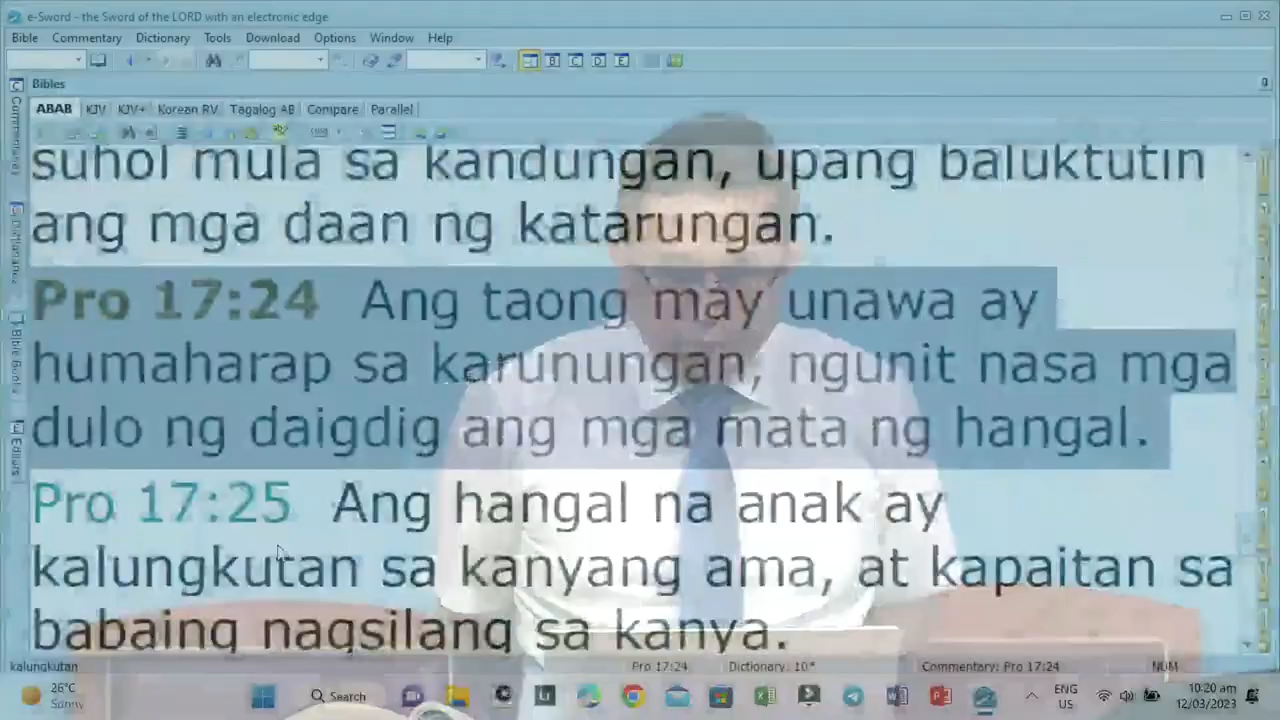 e-Sword - the Sword of the LORD with an electronic edge
Bible Commentary Dictionary Tools Download Options Window Help
B C D E
Bibles
ABAB KJV KJV+ Korean RV Tagalog AB Compare Parallel
suhol mula sa kandungan, upang baluktutin
ang mga daan ng katarungan.
Pro 17:24 Ang taong may unawa ay
humaharap sa karunungan, ngunit nasa mga
dulo ng daigdig ang mga mata ng hangal.
Pro 17:25 Ang hangal na anak ay
kalungkutan sa kanyang ama, at kapaitan sa
babaing nagsilang sa kanya.
kalungkutan Pro 17:24 Dictionary: 10* Commentary: Pro 17:24 NUM
26°C
Sunny
Search
ENG
US
10:20 am
12/03/2023